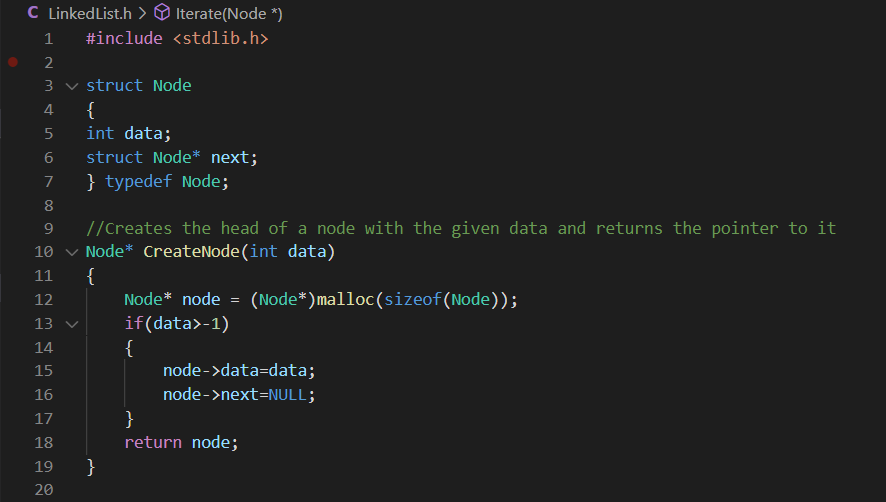 C LinkedList.h > Iterate(Node *)
1 #include <stdlib.h>
2
3 struct Node
4 {
5 int data;
6 struct Node* next;
7 } typedef Node;
8
9 //Creates the head of a node with the given data and returns the pointer to it
10 Node* CreateNode(int data)
11 {
12     Node* node = (Node*)malloc(sizeof(Node));
13     if(data>-1)
14     {
15         node->data=data;
16         node->next=NULL;
17     }
18     return node;
19 }
20